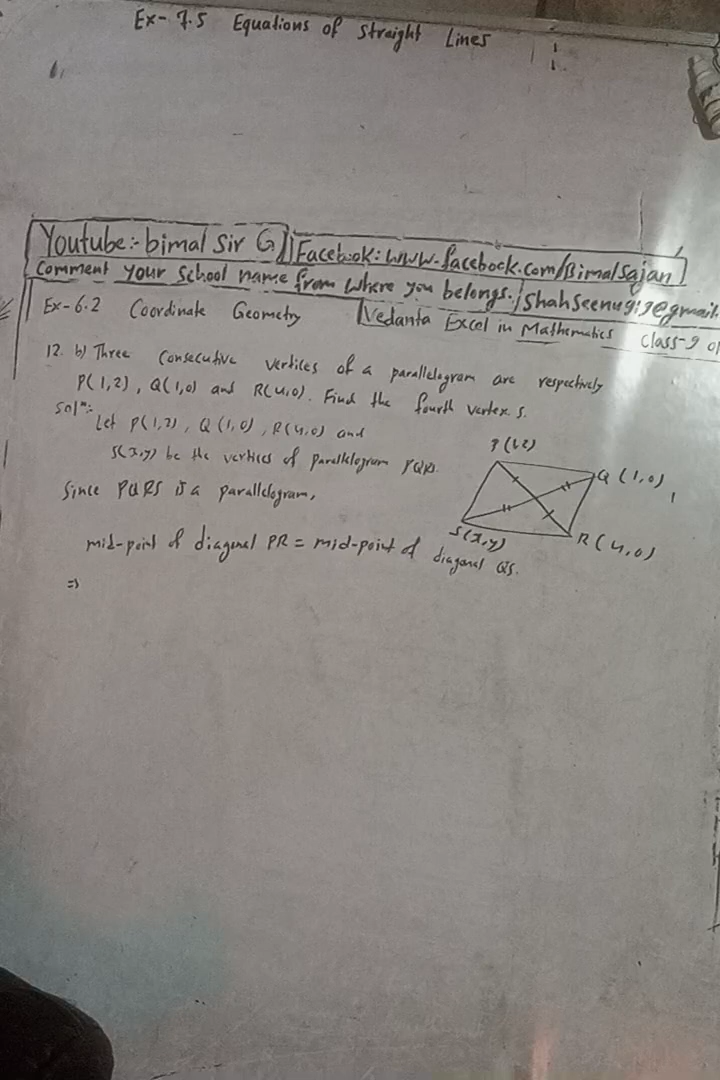 Ex- 7.5 Equations of Straight Lines
Youtube:- bimal Sir G
Facebook: www.facebook.com/Bimalsajan
Comment your School name from where you belongs. / Shahseenu
Ex-6.2 Coordinate Geometry
Vedanta Excel in Mathematics Class-9
12. b) Three consecutive vertices of a parallelogram are respectively
P(1,2), Q(1,0) and R(4,0). Find the fourth vertex S.
Solⁿ:-
Let P(1,2), Q(1,0), R(4,0) and
S(x,y) be the vertices of parallelogram
Since PQRS is a parallelogram,
mid-point of diagonal PR = mid-point of diagonal QS.
⇒
P(1,2)
Q(1,0)
S(x,y)
R(4,0)